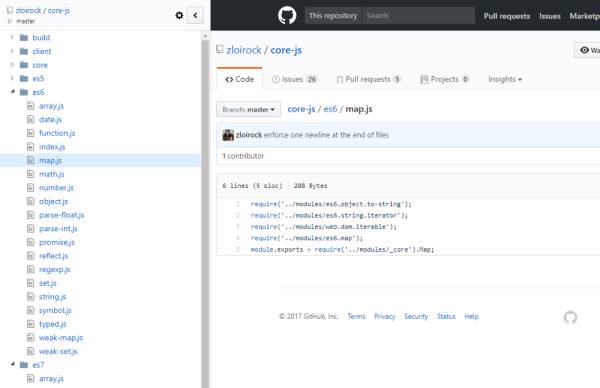 zloirock / core-js
master
build
client
core
es5
es6
array.js
date.js
function.js
index.js
map.js
math.js
number.js
object.js
parse-float.js
parse-int.js
promise.js
reflect.js
regexp.js
set.js
string.js
symbol.js
typed.js
weak-map.js
weak-set.js
es7
array.js
This repository Search Pull requests Issues Marketp
zloirock / core-js
Wa
Code Issues 26 Pull requests 5 Projects 0 Insights
Branch: master core-js / es6 / map.js
zloirock enforce one newline at the end of files
1 contributor
6 lines (5 sloc) 208 Bytes
1 require('../modules/es6.object.to-string');
2 require('../modules/es6.string.iterator');
3 require('../modules/web.dom.iterable');
4 require('../modules/es6.map');
5 module.exports = require('../modules/_core').Map;
© 2017 GitHub, Inc. Terms Privacy Security Status Help